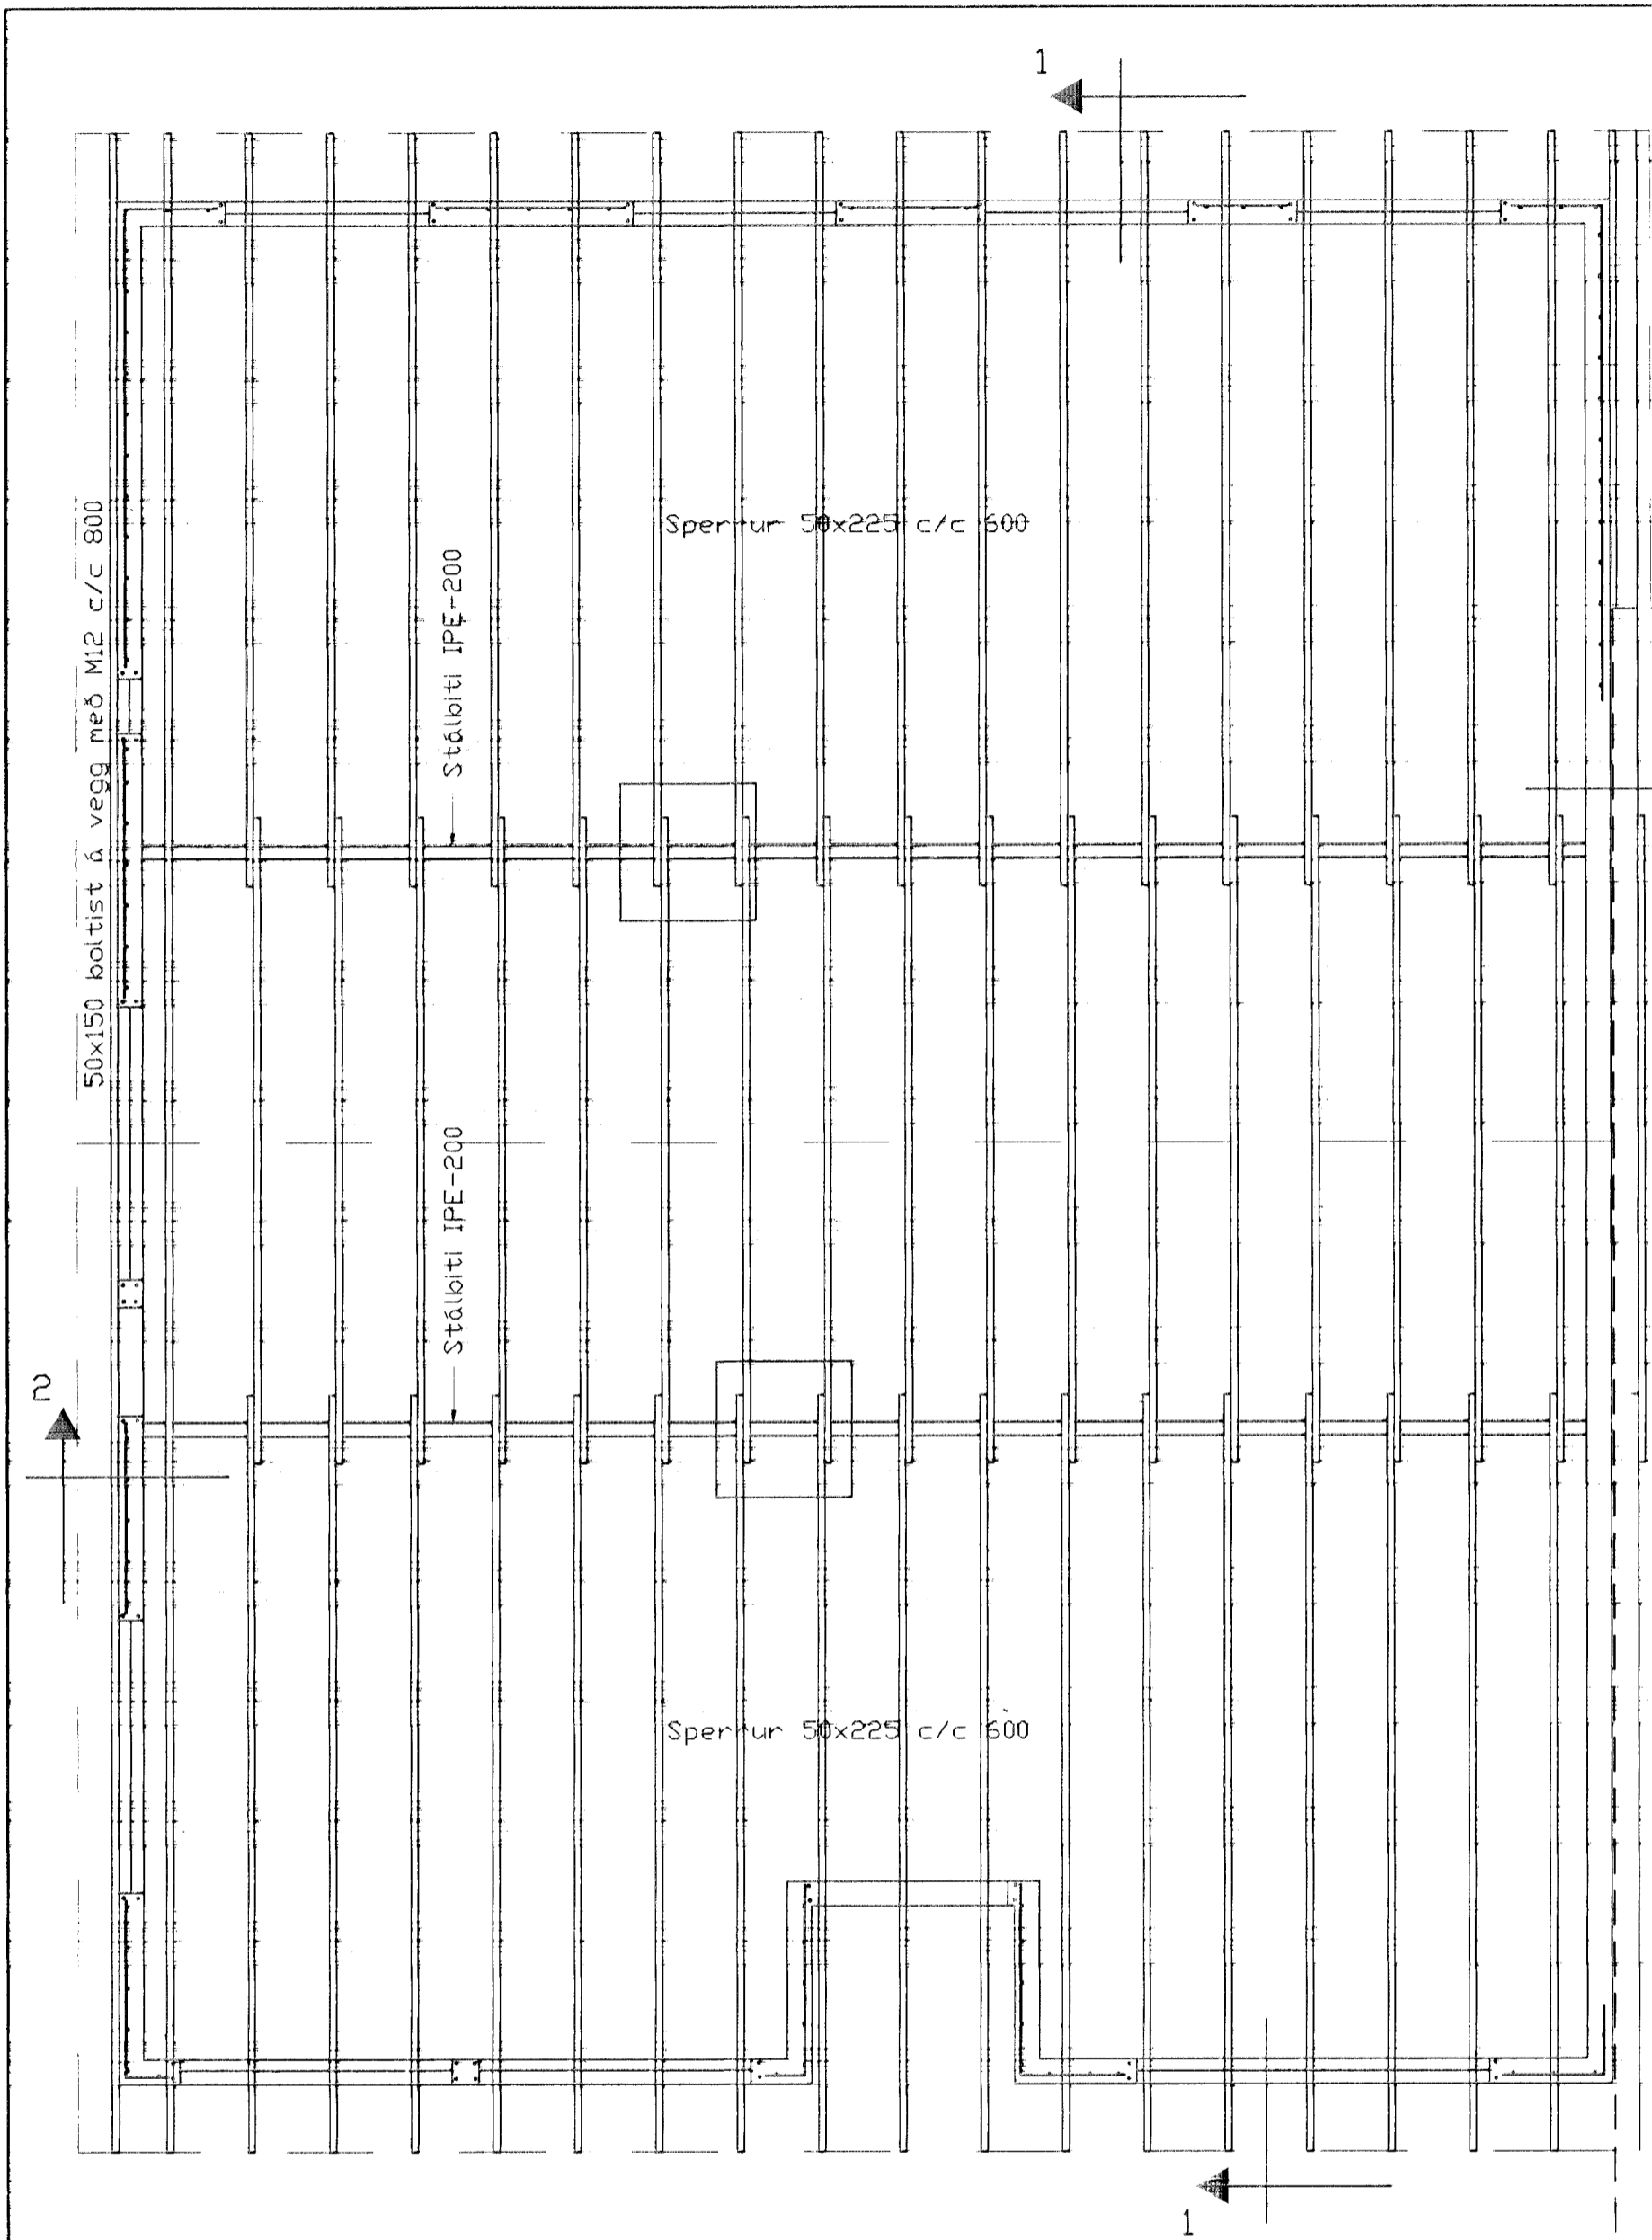 1
Sperrur 50x225 c/c 600
50x150 boltist á vegg með M12 c/c 800
Stálbiti IPE-200
Stálbiti IPE-200
2
Sperrur 50x225 c/c 600
1